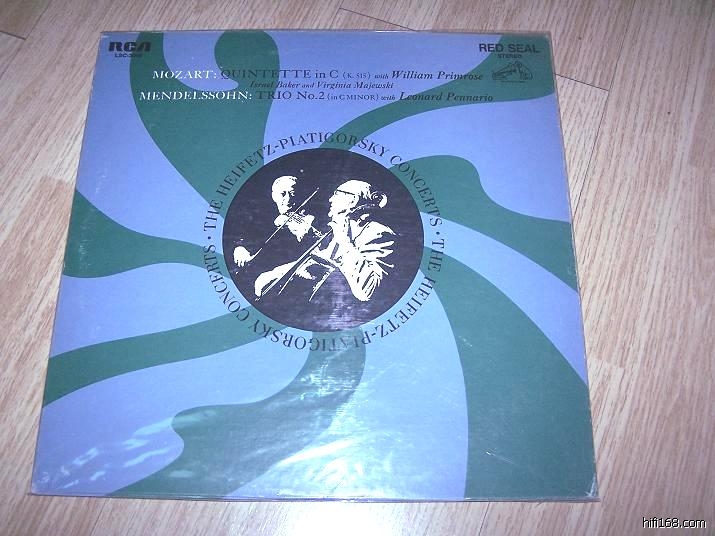 RCA
RED SEAL
STEREO
MOZART: QUINTETTE in C (K. 515) with William Primrose
Israel Baker and Virginia Majewski
MENDELSSOHN: TRIO No.2 (in C MINOR) with Leonard Pennario
THE HEIFETZ-PIATIGORSKY CONCERTS • THE HEIFETZ-PIATIGORSKY CONCERTS •
hifi168.com